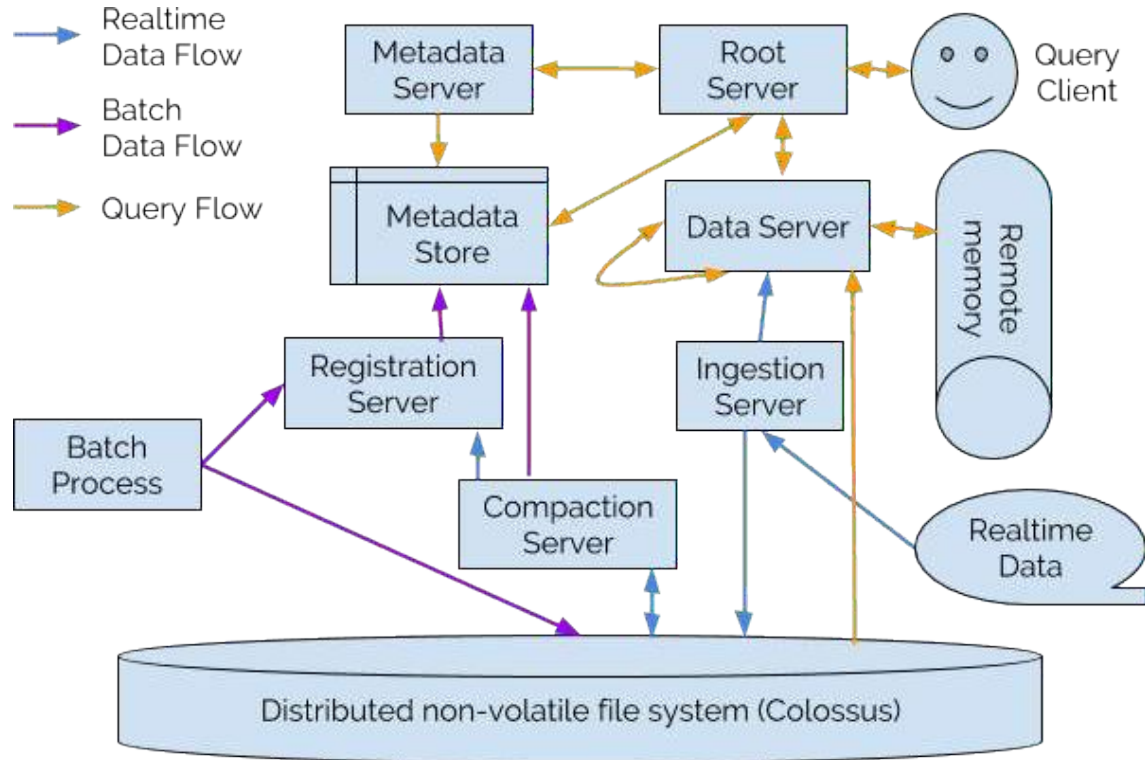 Realtime
Data Flow
Batch
Data Flow
Query Flow
Metadata
Server
Root
Server
Query
Client
Metadata
Store
Data Server
Remote
memory
Registration
Server
Ingestion
Server
Batch
Process
Compaction
Server
Realtime
Data
Distributed non-volatile file system (Colossus)